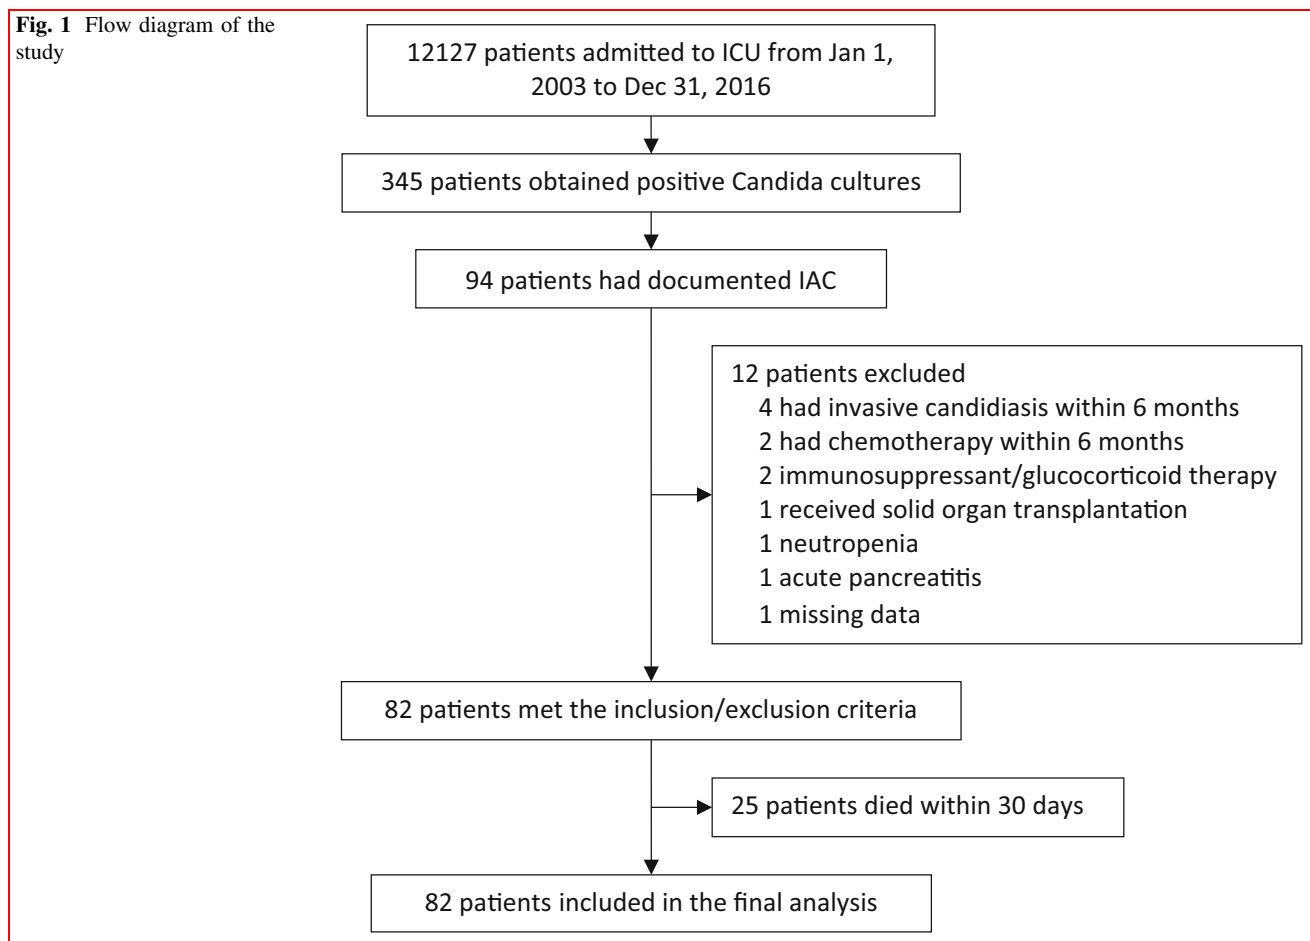 Fig. 1 Flow diagram of the
study
12127 patients admitted to ICU from Jan 1,
2003 to Dec 31, 2016
345 patients obtained positive Candida cultures
94 patients had documented IAC
12 patients excluded
4 had invasive candidiasis within 6 months
2 had chemotherapy within 6 months
2 immunosuppressant/glucocorticoid therapy
1 received solid organ transplantation
1 neutropenia
1 acute pancreatitis
1 missing data
82 patients met the inclusion/exclusion criteria
25 patients died within 30 days
82 patients included in the final analysis